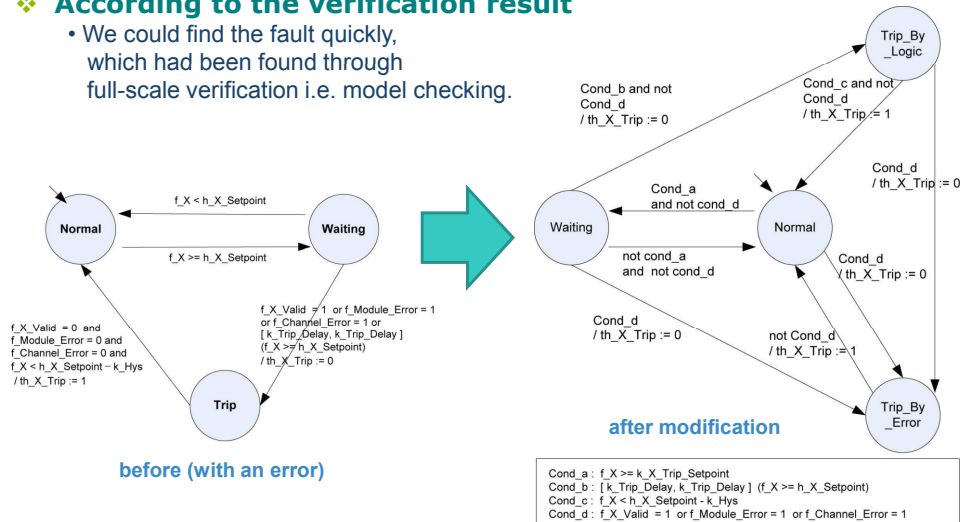 According to the verification result
• We could find the fault quickly,
which had been found through
full-scale verification i.e. model checking.
Normal
f_X < h_X_Setpoint
f_X >= h_X_Setpoint
Waiting
f_X_Valid = 0 and
f_Module_Error = 0 and
f_Channel_Error = 0 and
f_X < h_X_Setpoint – k_Hys
/ th_X_Trip := 1
f_X_Valid = 1 or f_Module_Error = 1
or f_Channel_Error = 1 or
[ k_Trip_Delay, k_Trip_Delay ]
(f_X >= h_X_Setpoint)
/ th_X_Trip := 0
Trip
before (with an error)
Trip_By
_Logic
Cond_b and not
Cond_d
/ th_X_Trip := 0
Cond_c and not
Cond_d
/ th_X_Trip := 1
Cond_d
/ th_X_Trip := 0
Waiting
Cond_a
and not cond_d
not cond_a
and not cond_d
Normal
Cond_d
/ th_X_Trip := 0
Cond_d
/ th_X_Trip := 0
not Cond_d
/ th_X_Trip := 1
Trip_By
_Error
after modification
Cond_a : f_X >= k_X_Trip_Setpoint
Cond_b : [ k_Trip_Delay, k_Trip_Delay ] (f_X >= h_X_Setpoint)
Cond_c : f_X < h_X_Setpoint - k_Hys
Cond_d : f_X_Valid = 1 or f_Module_Error = 1 or f_Channel_Error = 1